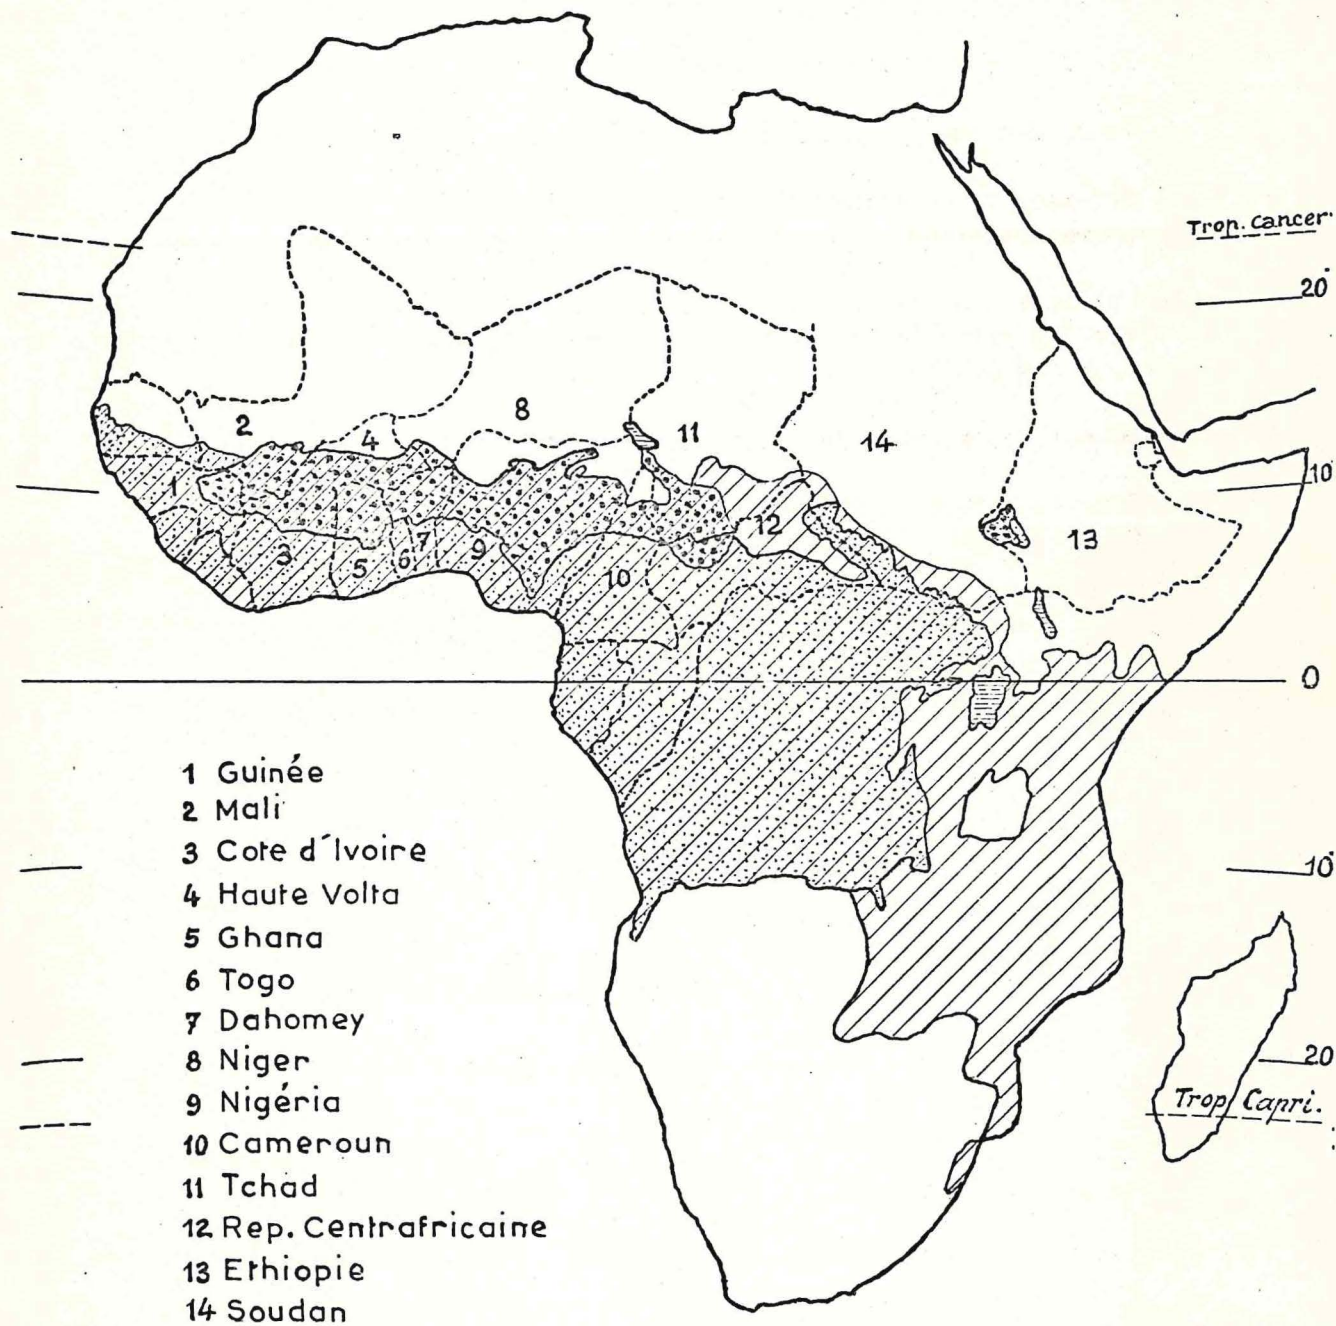 Trop. Cancer
20°
2
4
8
11
14
10°
1
12
13
3
5
6
7
9
10
0
1 Guinée
2 Mali
3 Cote d'Ivoire
4 Haute Volta
5 Ghana
6 Togo
7 Dahomey
8 Niger
9 Nigéria
10 Cameroun
11 Tchad
12 Rep. Centrafricaine
13 Ethiopie
14 Soudan
10°
20
Trop. Capri.